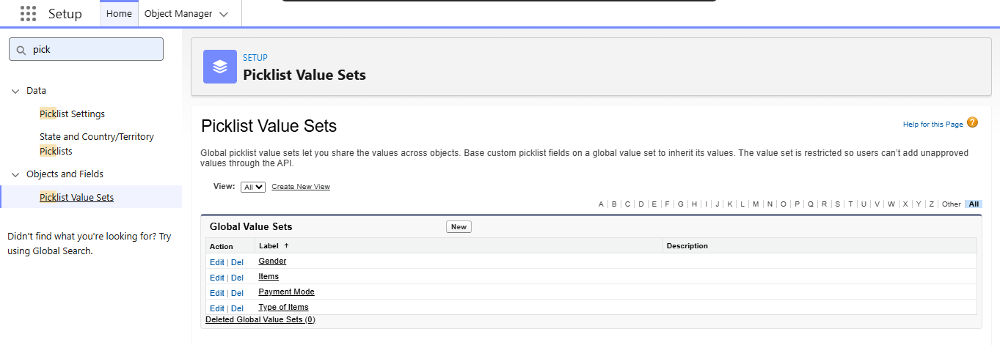 Setup
Home
Object Manager
pick
Data
Picklist Settings
State and Country/Territory
Picklists
Objects and Fields
Picklist Value Sets
Didn't find what you're looking for? Try
using Global Search.
SETUP
Picklist Value Sets
Picklist Value Sets
Help for this Page ?
Global picklist value sets let you share the values across objects. Base custom picklist fields on a global value set to inherit its values. The value set is restricted so users can't add unapproved
values through the API.
View: All Create New View
A | B | C | D | E | F | G | H | I | J | K | L | M | N | O | P | Q | R | S | T | U | V | W | X | Y | Z | Other | All
Global Value Sets New
Action Label ↑ Description
Edit | Del Gender
Edit | Del Items
Edit | Del Payment Mode
Edit | Del Type of Items
Deleted Global Value Sets (0)